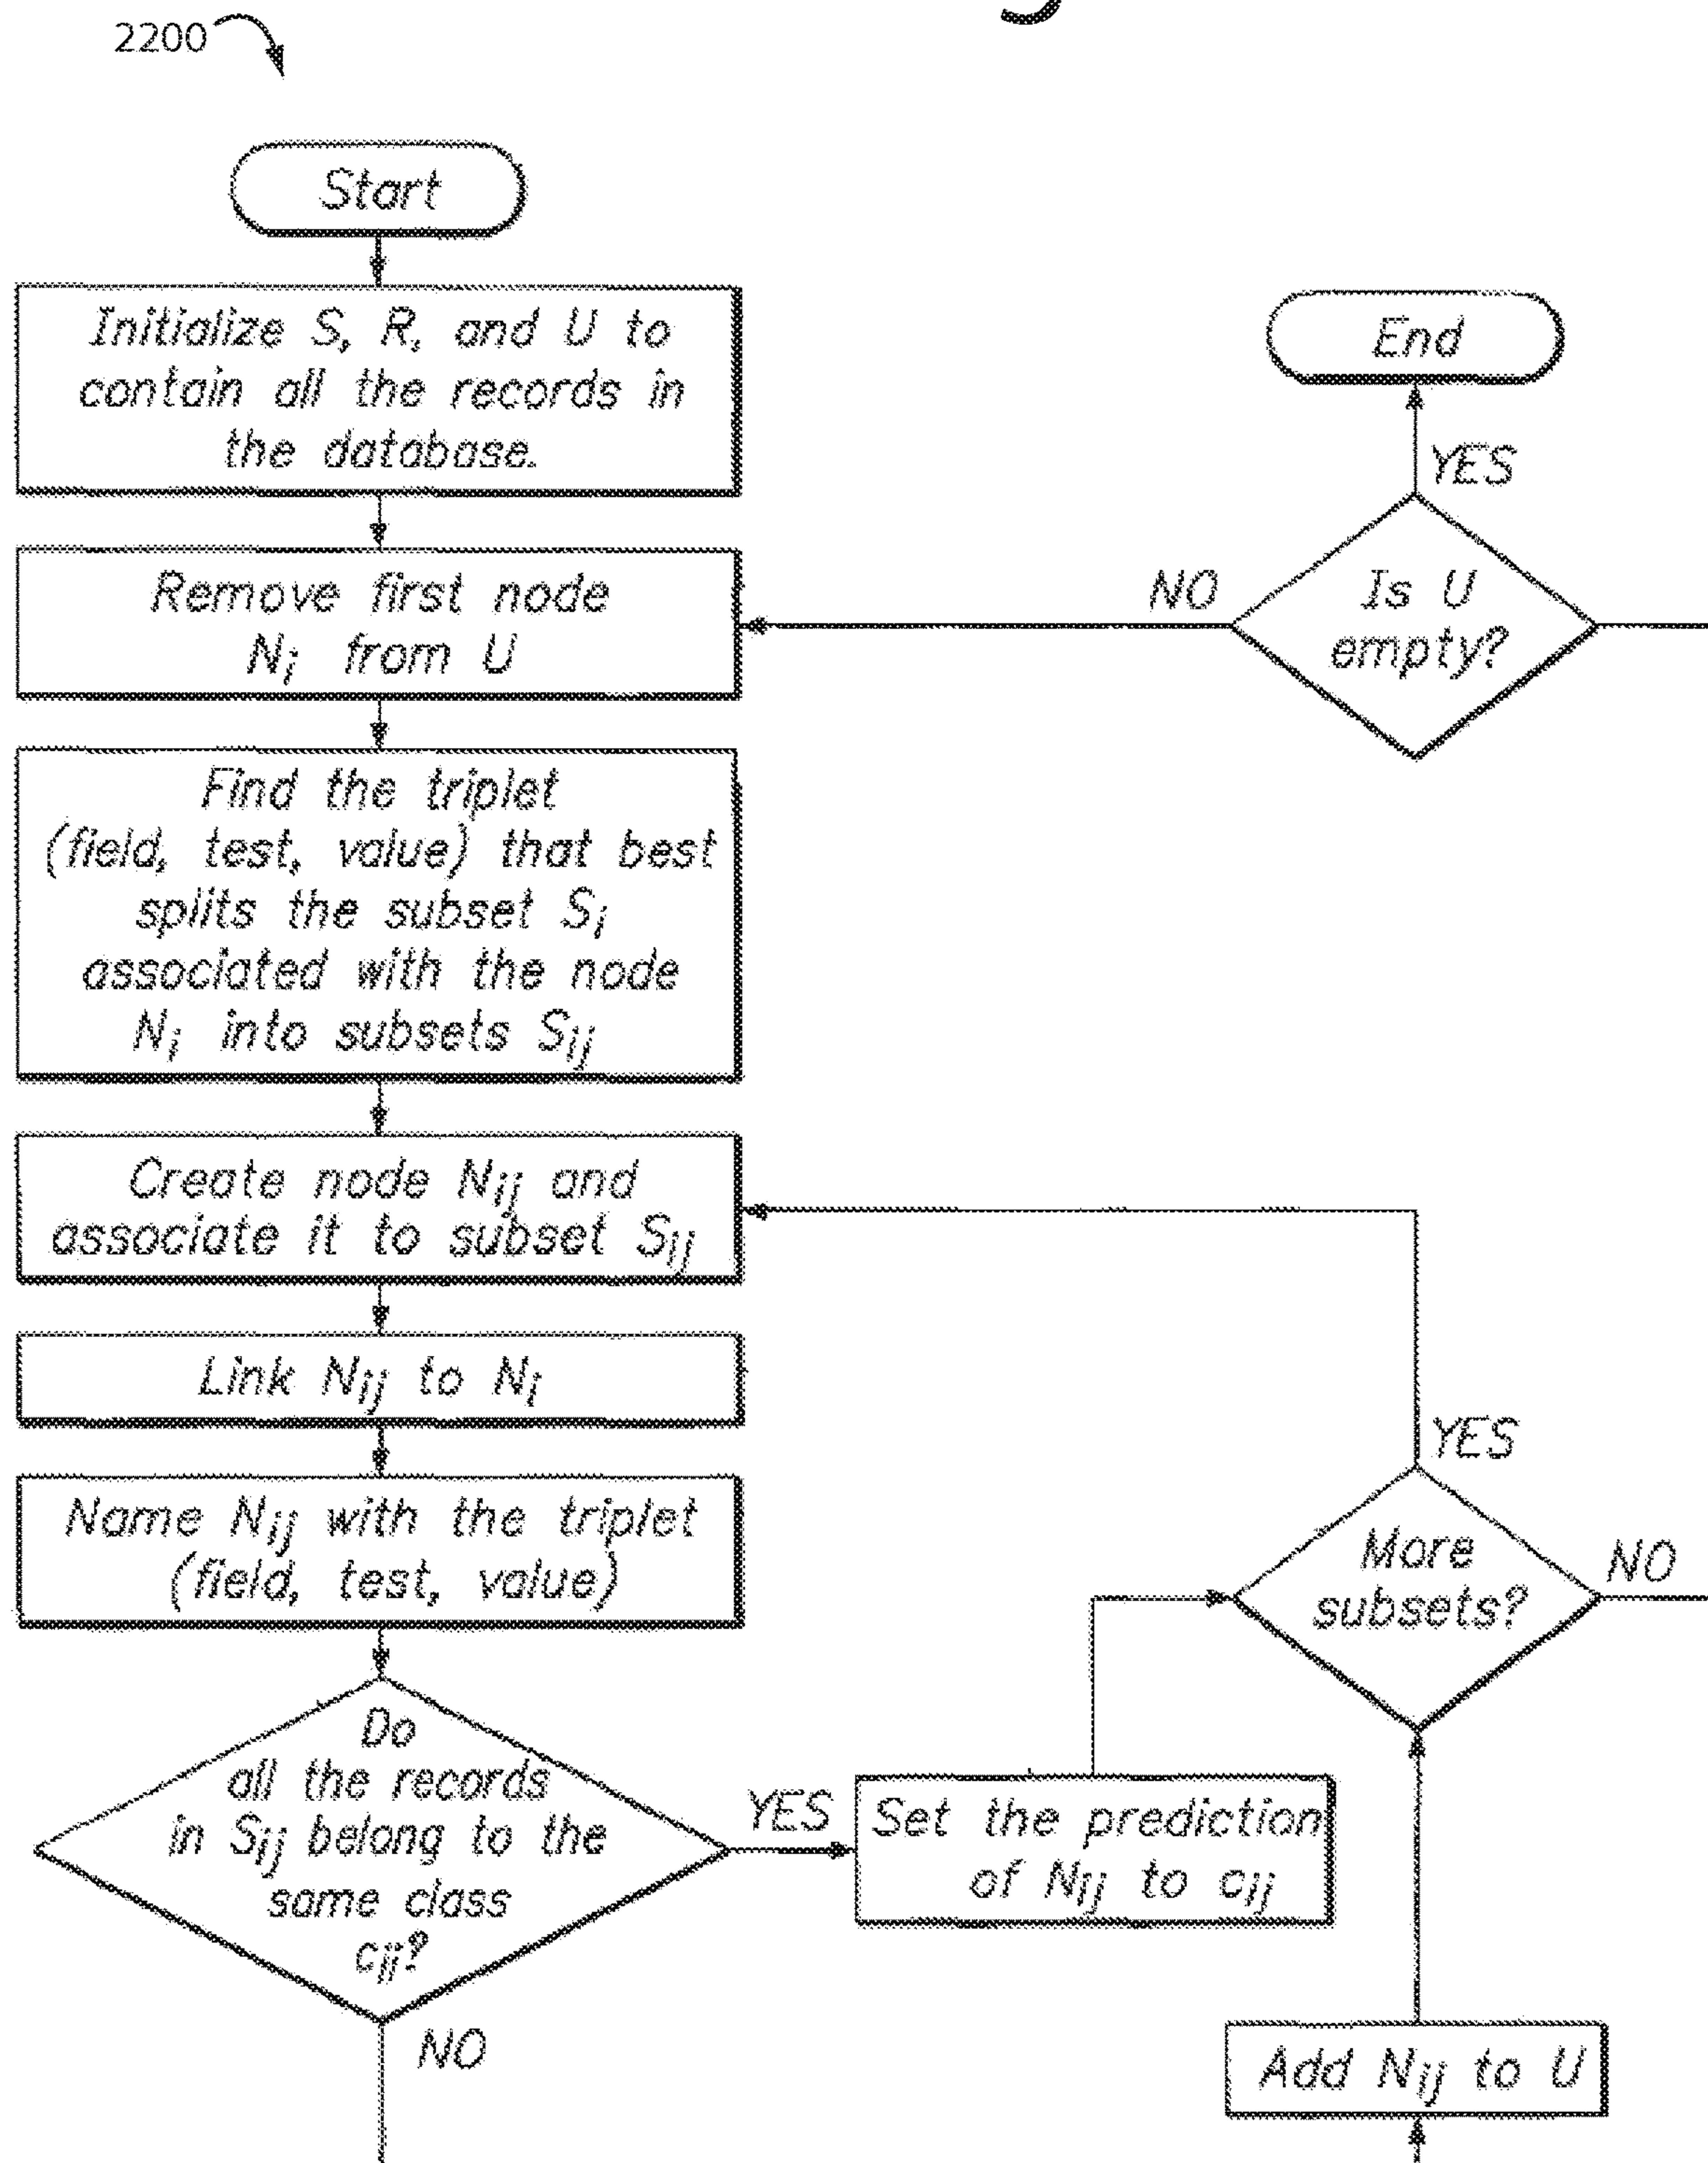 2200
Start
Initialize S, R, and U to
contain all the records in
the database.
Remove first node
Nᵢ from U
Find the triplet
(field, test, value) that best
splits the subset Sᵢ
associated with the node
Nᵢ into subsets Sᵢⱼ
Create node Nᵢⱼ and
associate it to subset Sᵢⱼ
Link Nᵢⱼ to Nᵢ
Name Nᵢⱼ with the triplet
(field, test, value)
Do
all the records
in Sᵢⱼ belong to the
same class
cᵢⱼ?
NO
YES
Set the prediction
of Nᵢⱼ to cᵢⱼ
Add Nᵢⱼ to U
More
subsets?
YES
NO
Is U
empty?
NO
YES
End